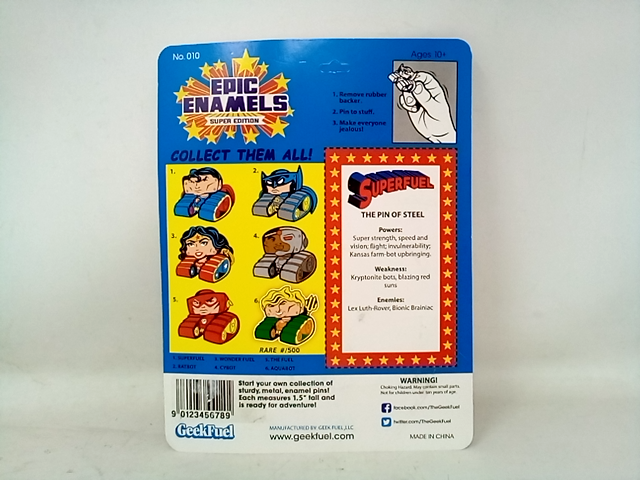 No. 010
Ages 10+
EPIC
ENAMELS
SUPER EDITION
1. Remove rubber
backer.
2. Pin to stuff.
3. Make everyone
jealous!
COLLECT THEM ALL!
1.
2.
3.
4.
5.
6.
RARE #/500
1. SUPERFUEL 3. WONDER FUEL 5. THE FUEL
2. BATBOT 4. CYBOT 6. AQUABOT
SUPERFUEL
THE PIN OF STEEL
Powers:
Super strength, speed and
vision; flight; invulnerability;
Kansas farm-bot upbringing.
Weakness:
Kryptonite bots, blazing red
suns
Enemies:
Lex Luth-Rover, Bionic Brainiac
9 0123456789
Start your own collection of
sturdy, metal, enamel pins!
Each measures 1.5" tall and
is ready for adventure!
WARNING!
Choking Hazard. May contain small parts.
Not for children under ten years of age.
facebook.com/TheGeekFuel
twitter.com/TheGeekFuel
GeekFuel
MANUFACTURED BY GEEK FUEL, LLC
www.geekfuel.com
MADE IN CHINA